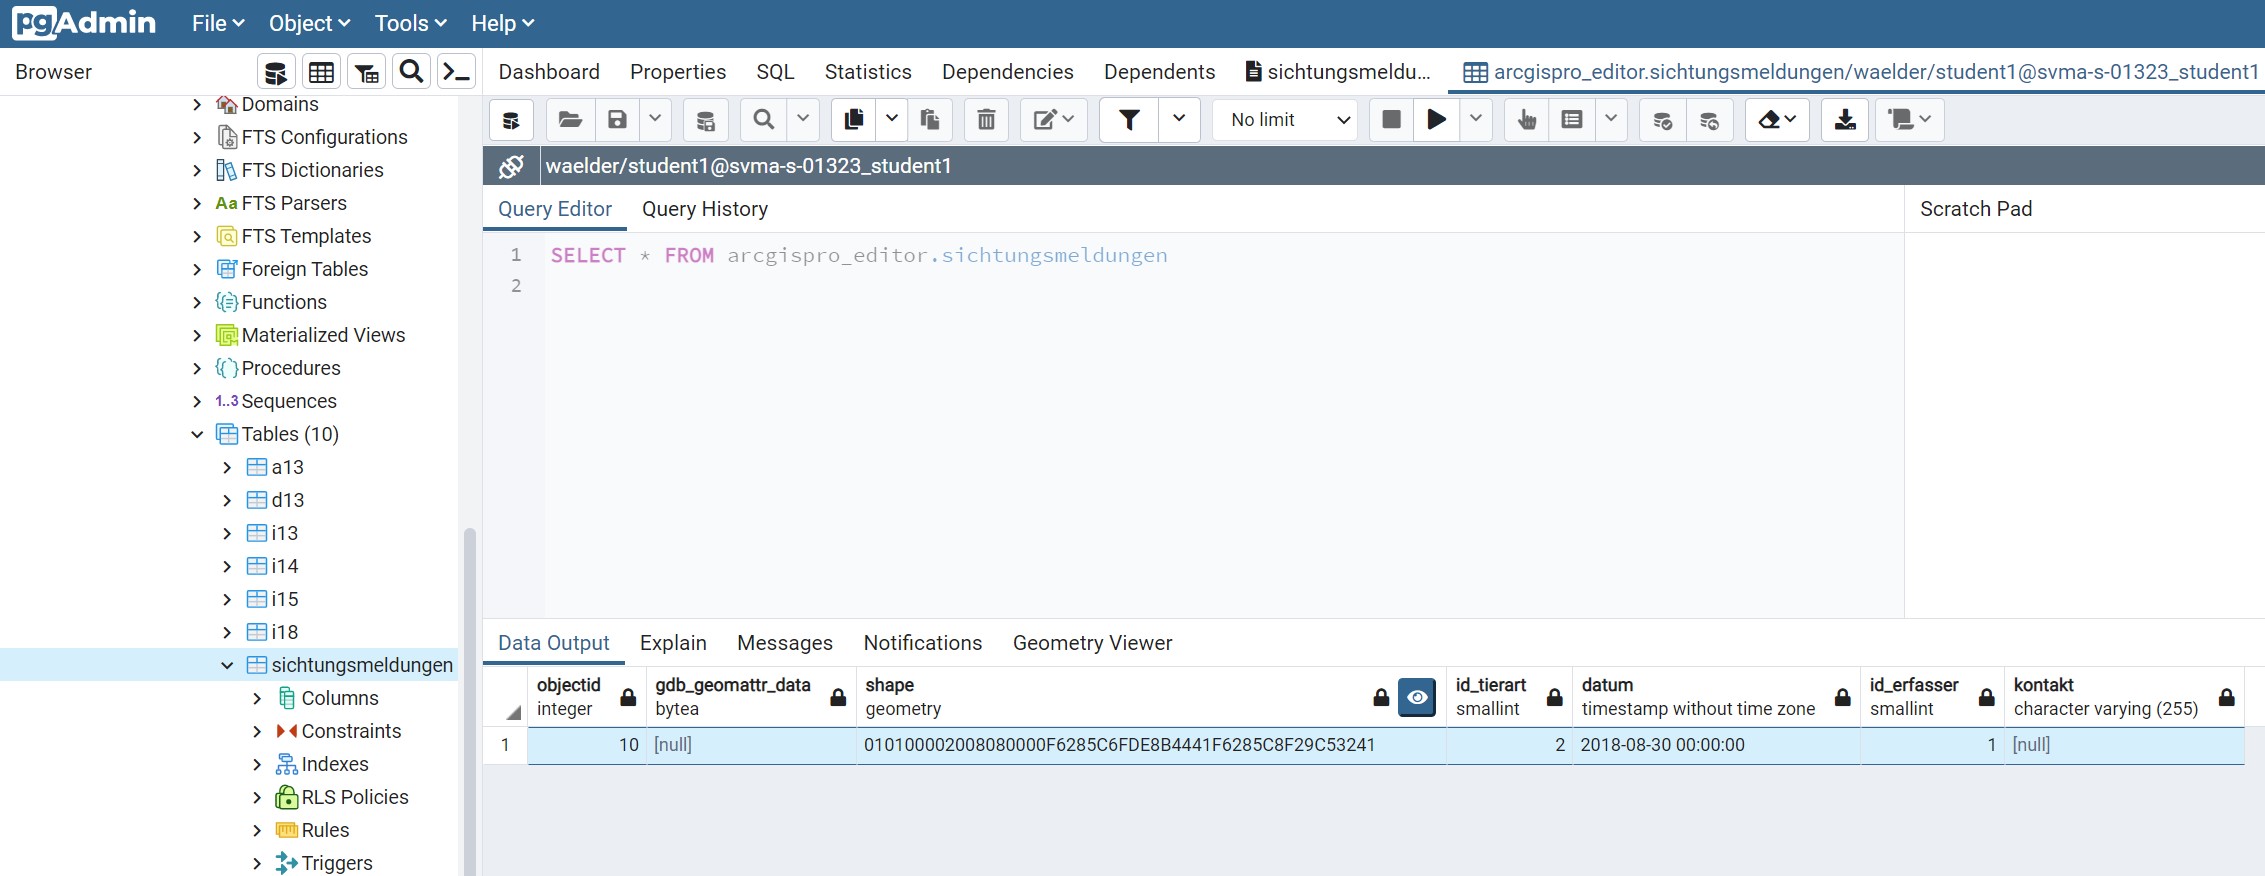 pgAdmin File Object Tools Help
Browser
Dashboard Properties SQL Statistics Dependencies Dependents sichtungsmeldu... arcgispro_editor.sichtungsmeldungen/waelder/student1@svma-s-01323_student1
Domains
FTS Configurations
FTS Dictionaries
Aa FTS Parsers
FTS Templates
Foreign Tables
Functions
Materialized Views
Procedures
1..3 Sequences
Tables (10)
a13
d13
i13
i14
i15
i18
sichtungsmeldungen
Columns
Constraints
Indexes
RLS Policies
Rules
Triggers
No limit
waelder/student1@svma-s-01323_student1
Query Editor Query History
Scratch Pad
1 SELECT * FROM arcgispro_editor.sichtungsmeldungen
2
Data Output Explain Messages Notifications Geometry Viewer
objectid gdb_geomattr_data shape id_tierart datum id_erfasser kontakt
integer bytea geometry smallint timestamp without time zone smallint character varying (255)
1 10 [null] 010100002008080000F6285C6FDE8B4441F6285C8F29C53241 2 2018-08-30 00:00:00 1 [null]